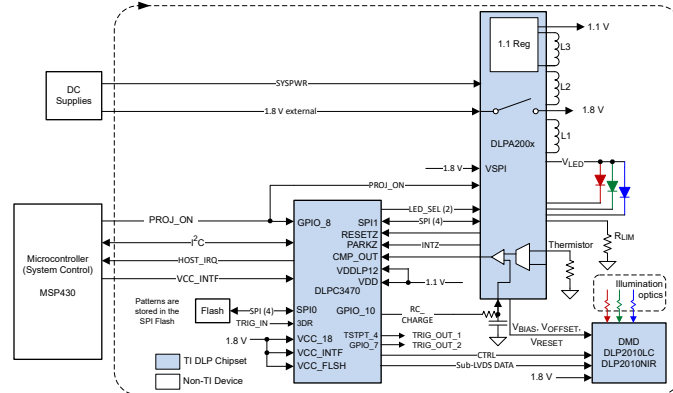 1.1 V
1.1 Reg
L3
DC
Supplies
SYSPWR
L2
1.8 V external
1.8 V
DLPA200x
L1
1.8 V
VSPI
VLED
PROJ_ON
PROJ_ON
GPIO_8
LED_SEL (2)
I2C
SPI1
SPI (4)
RESETZ
HOST_IRQ
PARKZ
INTZ
RLIM
Microcontroller
(System Control)
MSP430
CMP_OUT
Thermistor
VCC_INTF
VDDLP12
DLPC3470
VDD
1.1 V
Illumination
optics
Patterns are
stored in the
SPI Flash
Flash
SPI (4)
SPI0
GPIO_10
RC_
CHARGE
TRIG_IN
3DR
VBIAS, VOFFSET,
VRESET
1.8 V
VCC_18
TSTPT_4
TRIG_OUT_1
GPIO_7
TRIG_OUT_2
VCC_INTF
VCC_FLSH
CTRL
Sub-LVDS DATA
DMD
DLP2010LC
DLP2010NIR
1.8 V
TI DLP Chipset
Non-TI Device